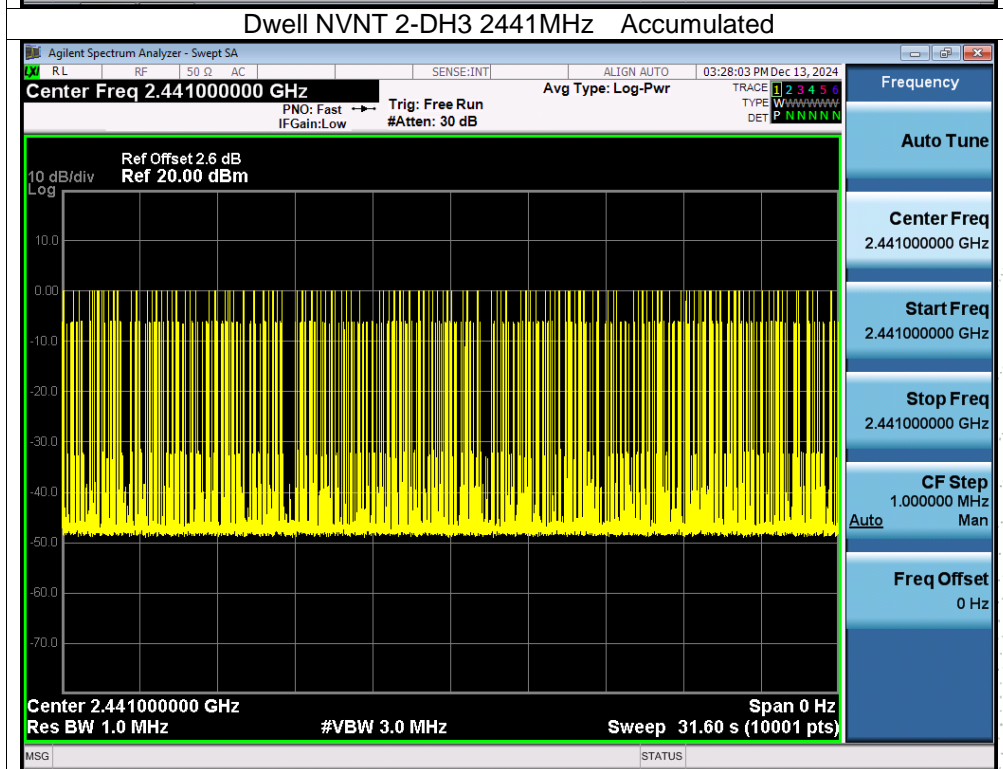 Dwell NVNT 2-DH3 2441MHz Accumulated
Agilent Spectrum Analyzer - Swept SA
LXI RL RF 50 Ω AC SENSE:INT ALIGN AUTO 03:28:03 PM Dec 13, 2024
Center Freq 2.441000000 GHz
PNO: Fast
IFGain:Low
Trig: Free Run
#Atten: 30 dB
Avg Type: Log-Pwr
TRACE 1 2 3 4 5 6
TYPE WWWWWW
DET P N N N N N
Ref Offset 2.6 dB
10 dB/div Ref 20.00 dBm
Log
10.0
0.00
-10.0
-20.0
-30.0
-40.0
-50.0
-60.0
-70.0
Center 2.441000000 GHz Span 0 Hz
Res BW 1.0 MHz #VBW 3.0 MHz Sweep 31.60 s (10001 pts)
MSG STATUS
Frequency
Auto Tune
Center Freq
2.441000000 GHz
Start Freq
2.441000000 GHz
Stop Freq
2.441000000 GHz
CF Step
1.000000 MHz
Auto Man
Freq Offset
0 Hz